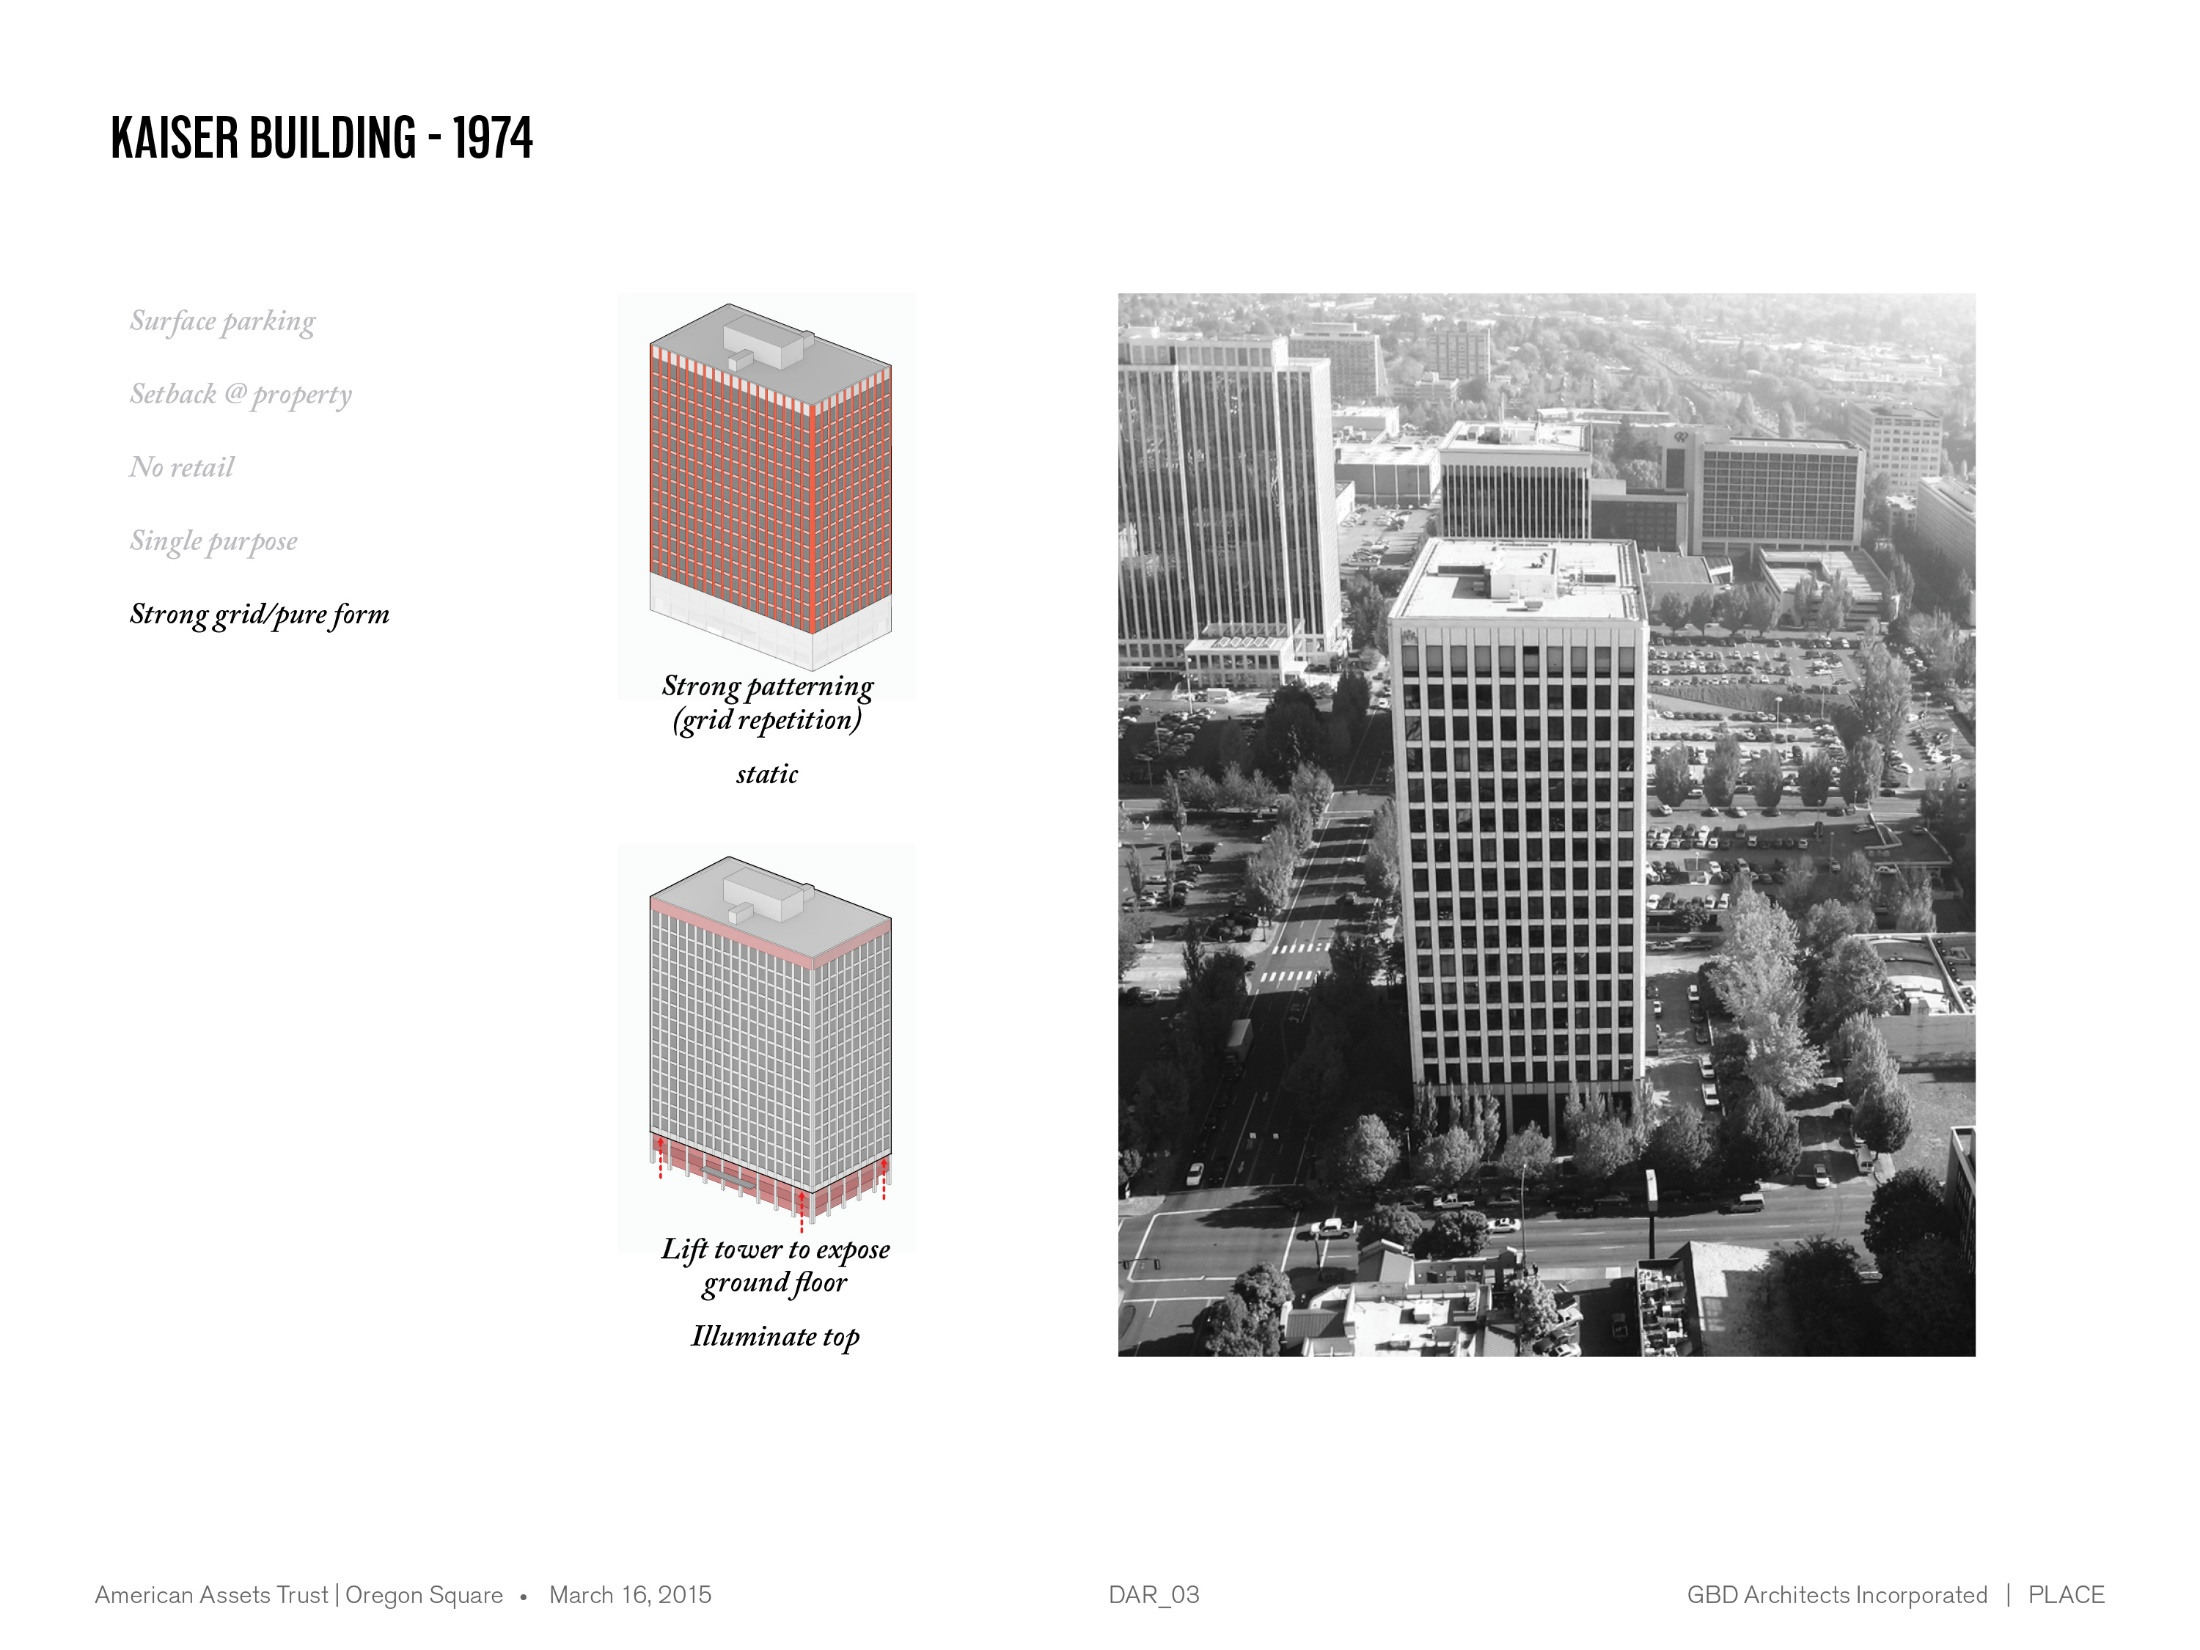 KAISER BUILDING - 1974
Surface parking
Setback @ property
No retail
Single purpose
Strong grid/pure form
Strong patterning
(grid repetition)
static
Lift tower to expose
ground floor
Illuminate top
American Assets Trust | Oregon Square • March 16, 2015
DAR_03
GBD Architects Incorporated | PLACE